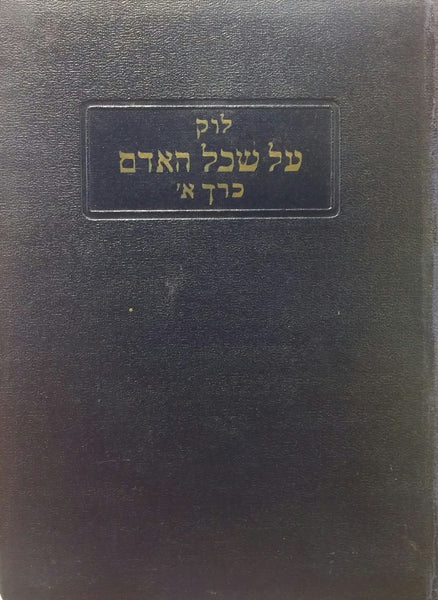 לוק
על שכל האדם
כרך א'